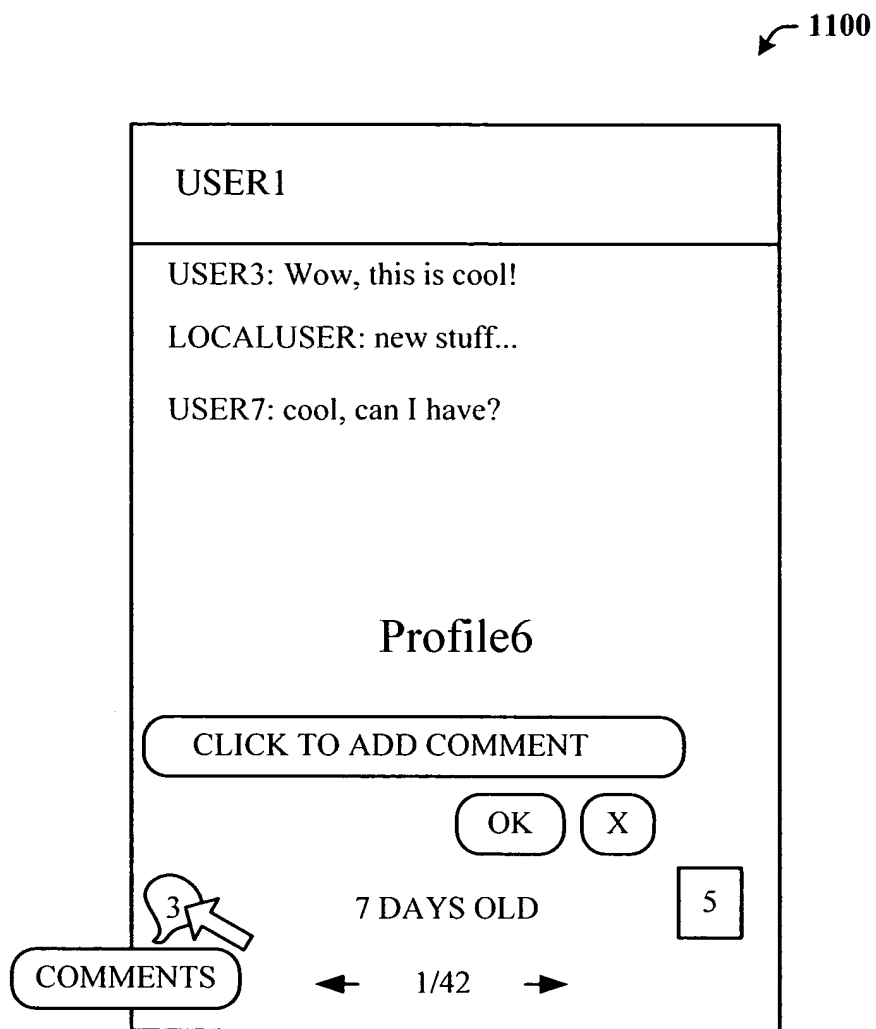 1100
USER1
USER3: Wow, this is cool!
LOCALUSER: new stuff...
USER7: cool, can I have?
Profile6
CLICK TO ADD COMMENT
OK X
3 7 DAYS OLD 5
COMMENTS 1/42